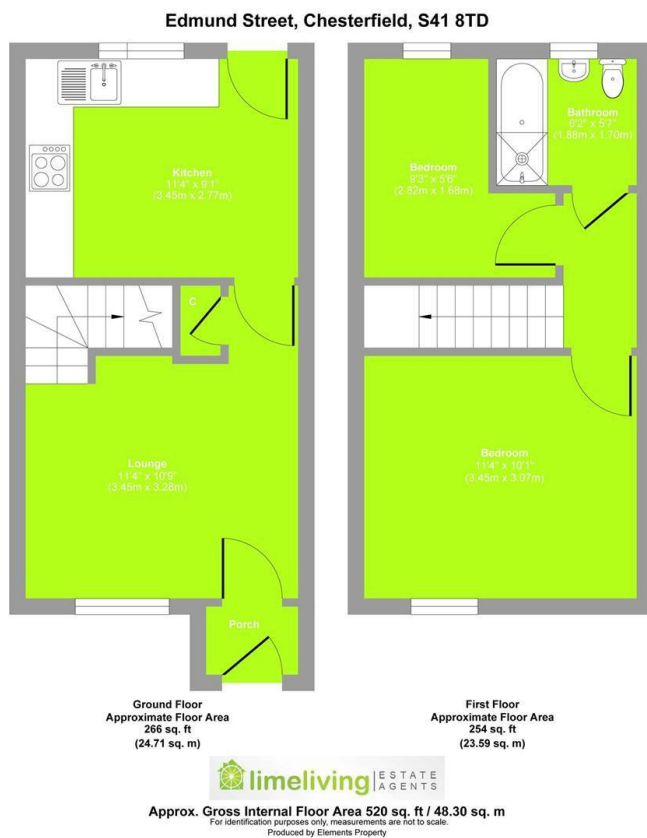 Edmund Street, Chesterfield, S41 8TD
Kitchen
11'4" x 9'1"
(3.45m x 2.77m)
C
Lounge
11'4" x 10'9"
(3.45m x 3.28m)
Porch
Bedroom
9'3" x 5'6"
(2.82m x 1.68m)
Bathroom
6'2" x 5'7"
(1.88m x 1.70m)
Bedroom
11'4" x 10'1"
(3.45m x 3.07m)
Ground Floor
Approximate Floor Area
266 sq. ft
(24.71 sq. m)
First Floor
Approximate Floor Area
254 sq. ft
(23.59 sq. m)
limeliving ESTATE
AGENTS
Approx. Gross Internal Floor Area 520 sq. ft / 48.30 sq. m
For identification purposes only, measurements are not to scale.
Produced by Elements Property